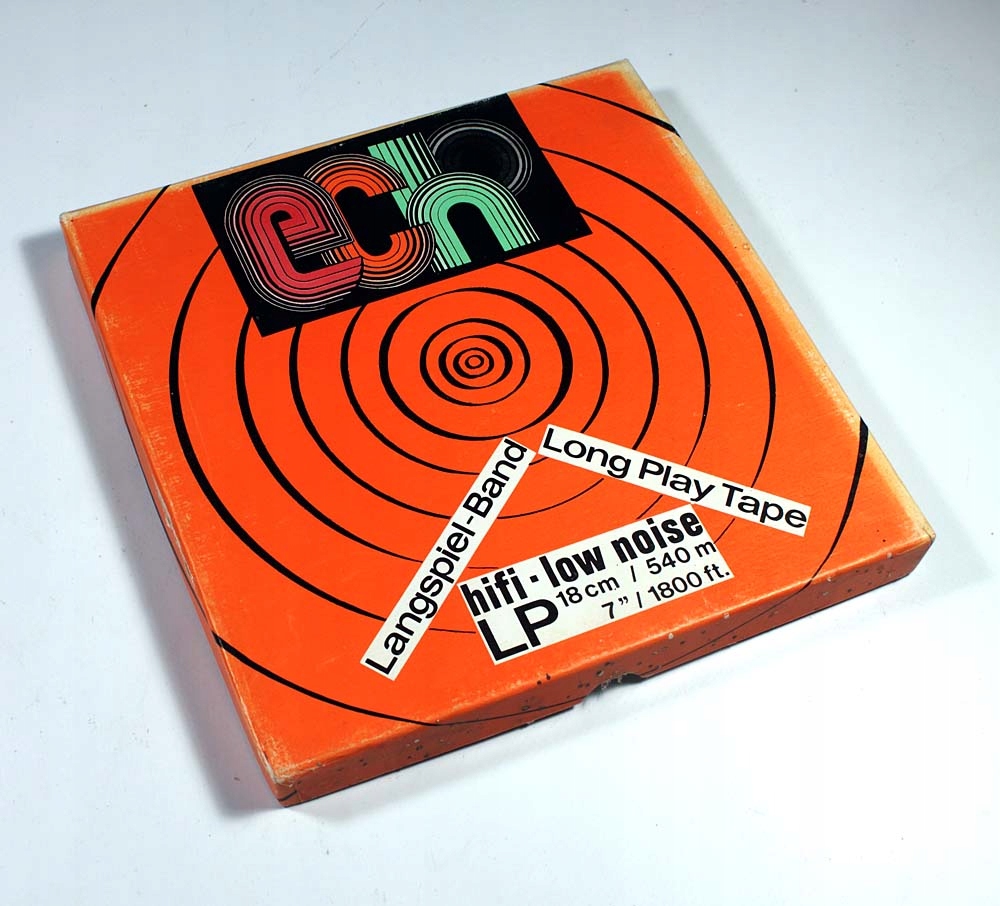 echo
Langspiel-Band
Long Play Tape
hifi · low noise
LP 18 cm / 540 m
7” / 1800 ft.